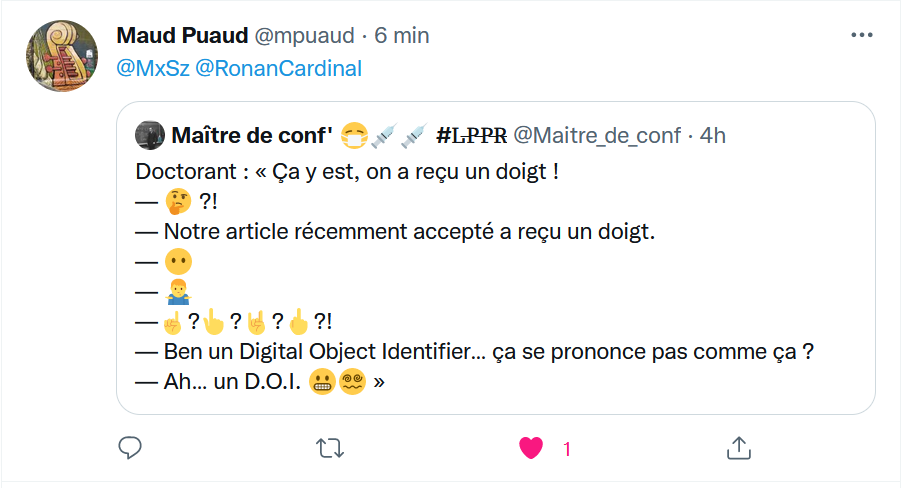 Maud Puaud @mpuaud · 6 min
@MxSz @RonanCardinal
Maître de conf' 😷💉💉 #L̶P̶P̶R̶ @Maitre_de_conf · 4h
Doctorant : « Ça y est, on a reçu un doigt !
— 🤔 ?!
— Notre article récemment accepté a reçu un doigt.
— 😶
— 🤷‍♂️
— ☝️?👆?🤘?🖕?!
— Ben un Digital Object Identifier... ça se prononce pas comme ça ?
— Ah... un D.O.I. 😬😵‍💫 »
1